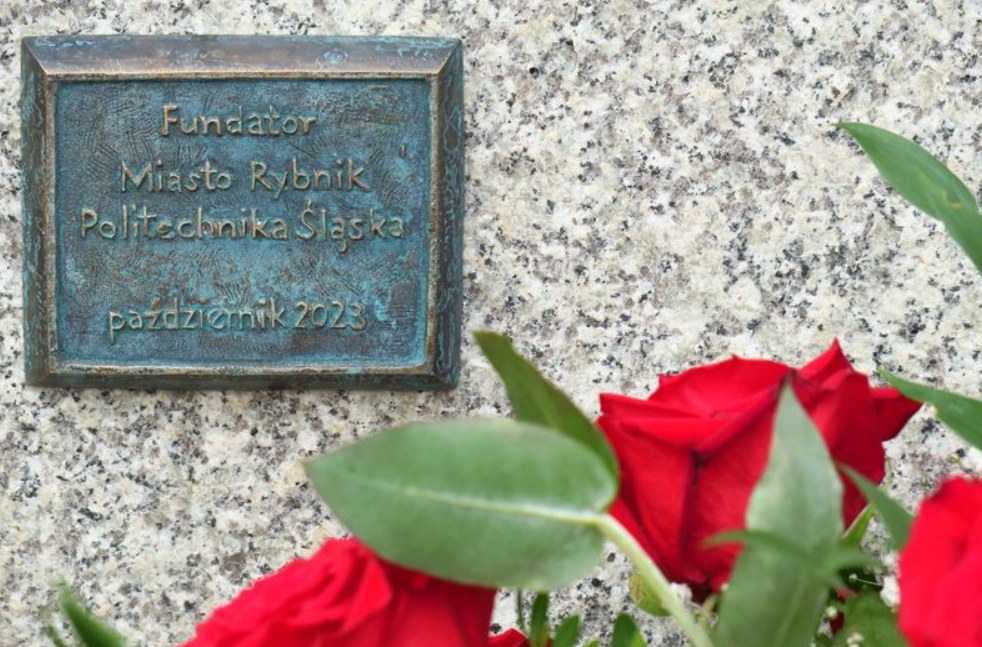 Fundator
Miasto Rybnik
Politechnika Śląska
październik 2023